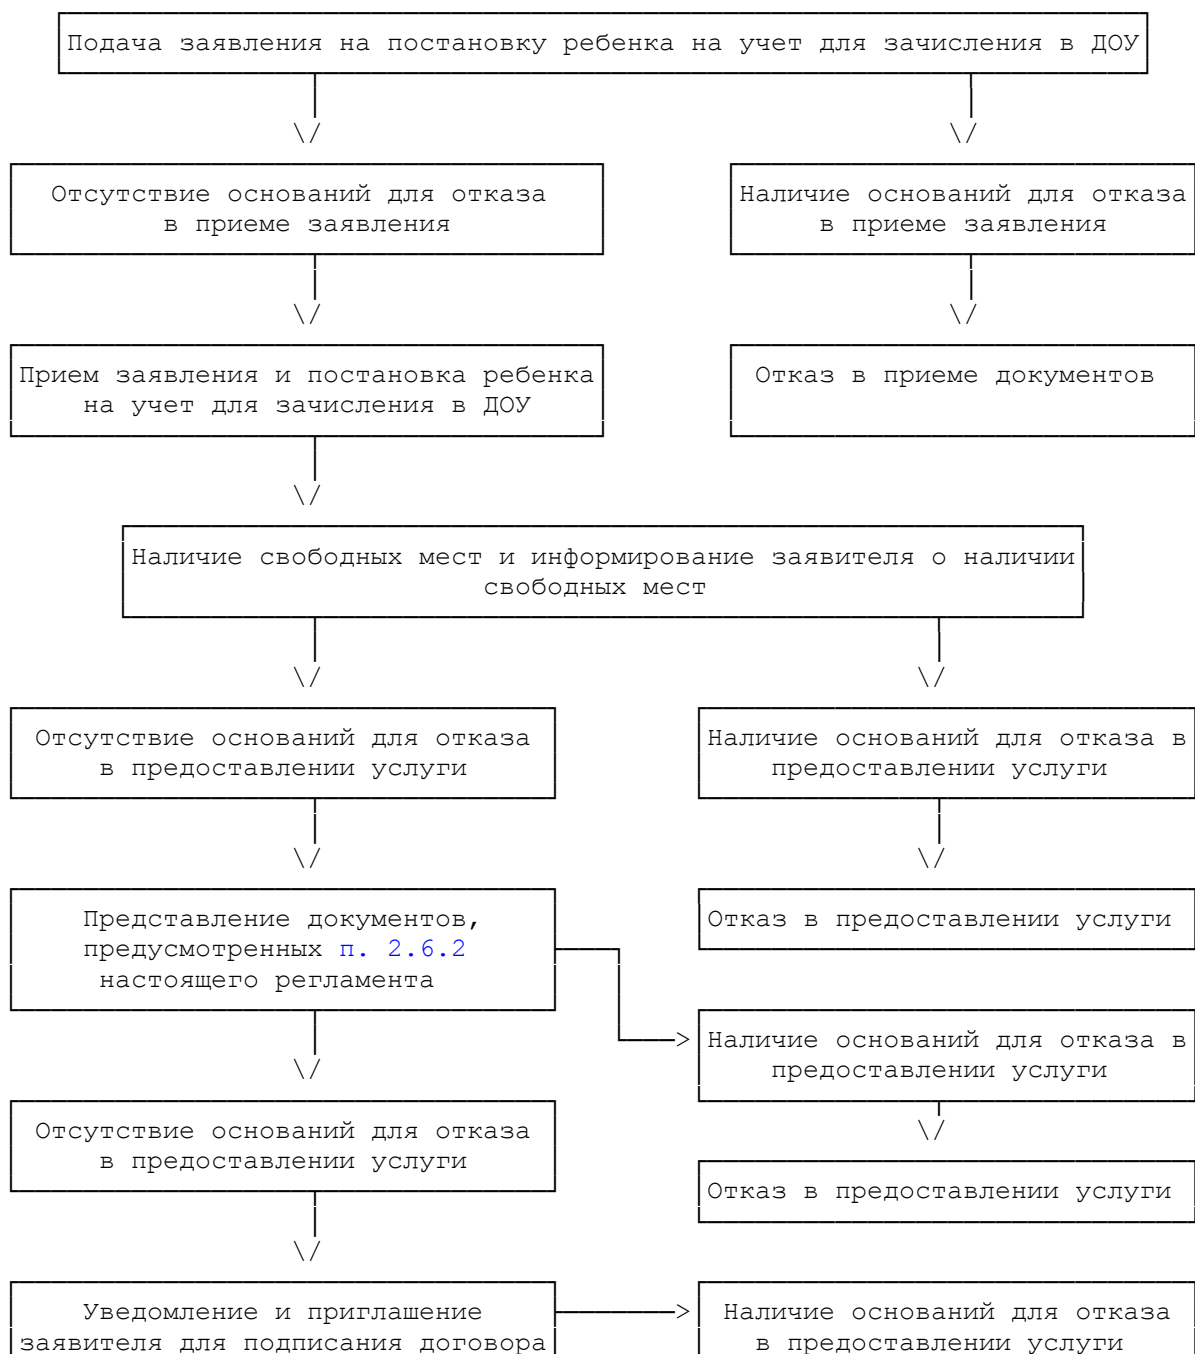 Подача заявления на постановку ребенка на учет для зачисления в ДОУ
Отсутствие оснований для отказа
в приеме заявления
Наличие оснований для отказа
в приеме заявления
Прием заявления и постановка ребенка
на учет для зачисления в ДОУ
Отказ в приеме документов
Наличие свободных мест и информирование заявителя о наличии
свободных мест
Отсутствие оснований для отказа
в предоставлении услуги
Наличие оснований для отказа в
предоставлении услуги
Представление документов,
предусмотренных п. 2.6.2
настоящего регламента
Отказ в предоставлении услуги
Наличие оснований для отказа в
предоставлении услуги
Отсутствие оснований для отказа
в предоставлении услуги
Отказ в предоставлении услуги
Уведомление и приглашение
заявителя для подписания договора
Наличие оснований для отказа
в предоставлении услуги